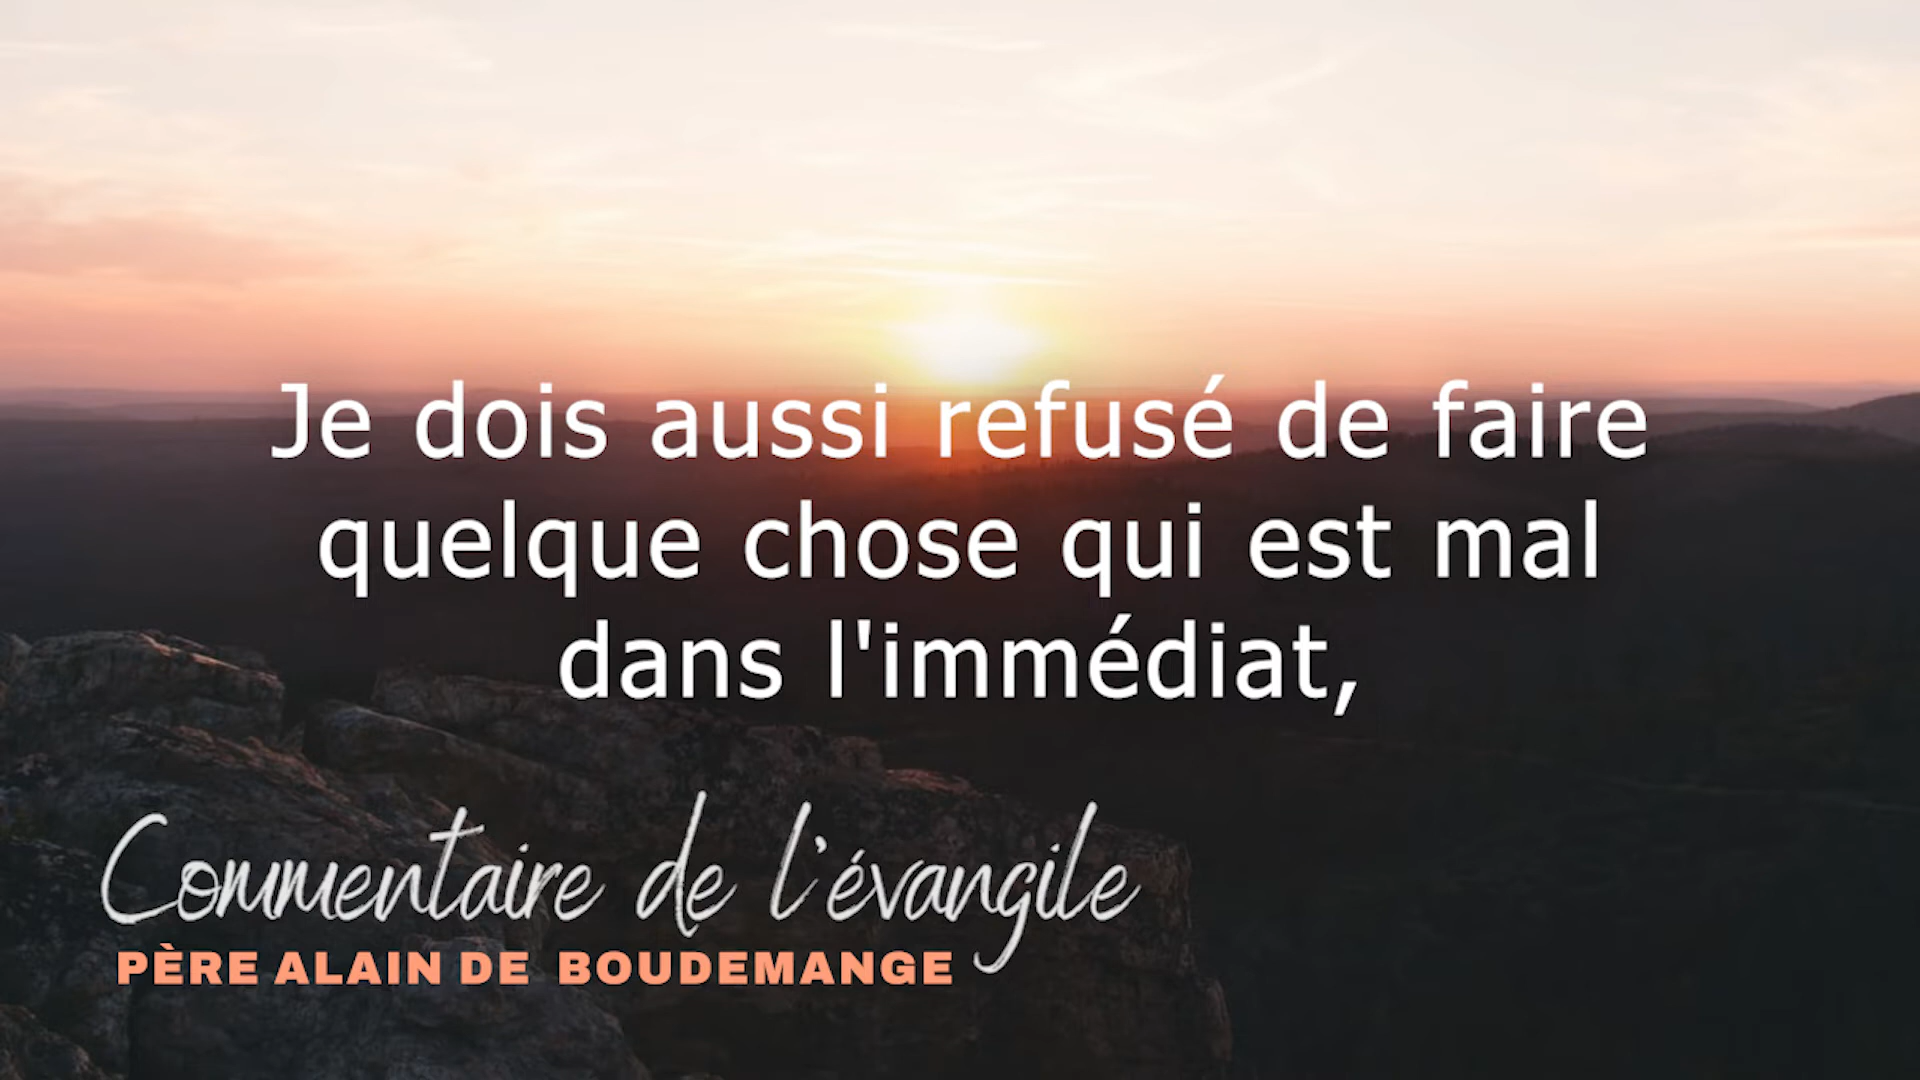 Je dois aussi refusé de faire
quelque chose qui est mal
dans l'immédiat,
Commentaire de l'évangile
PÈRE ALAIN DE BOUDEMANGE